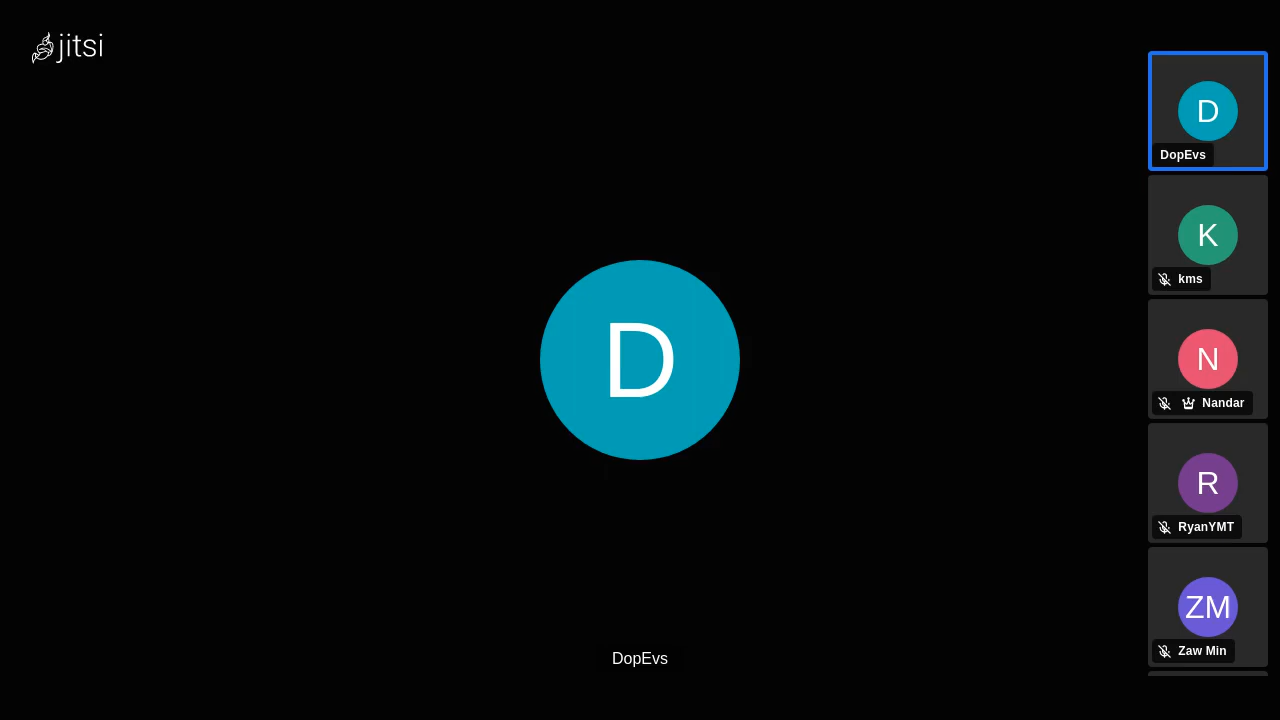 jitsi
D
DopEvs
D
DopEvs
K
kms
N
Nandar
R
RyanYMT
ZM
Zaw Min